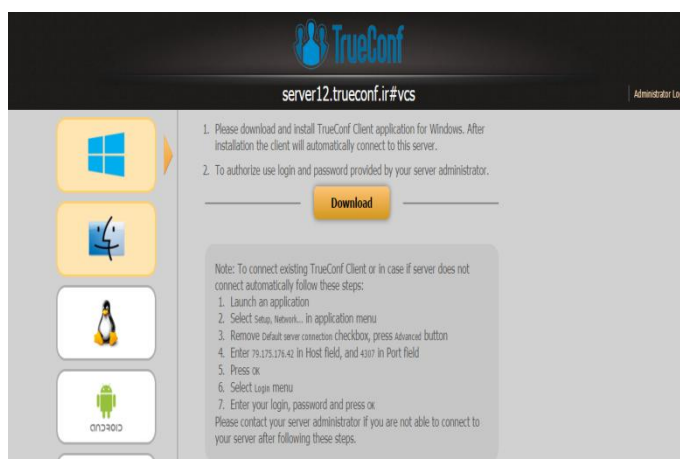 TrueConf
server12.trueconf.ir#vcs
Administrator Lo
1. Please download and install TrueConf Client application for Windows. After
installation the client will automatically connect to this server.
2. To authorize use login and password provided by your server administrator.
Download
Note: To connect existing TrueConf Client or in case if server does not
connect automatically follow these steps:
1. Launch an application
2. Select Setup, Network... in application menu
3. Remove Default server connection checkbox, press Advanced button
4. Enter 79.175.176.42 in Host field, and 4307 in Port field
5. Press OK
6. Select Login menu
7. Enter your login, password and press OK
Please contact your server administrator if you are not able to connect to
your server after following these steps.
ANDROID